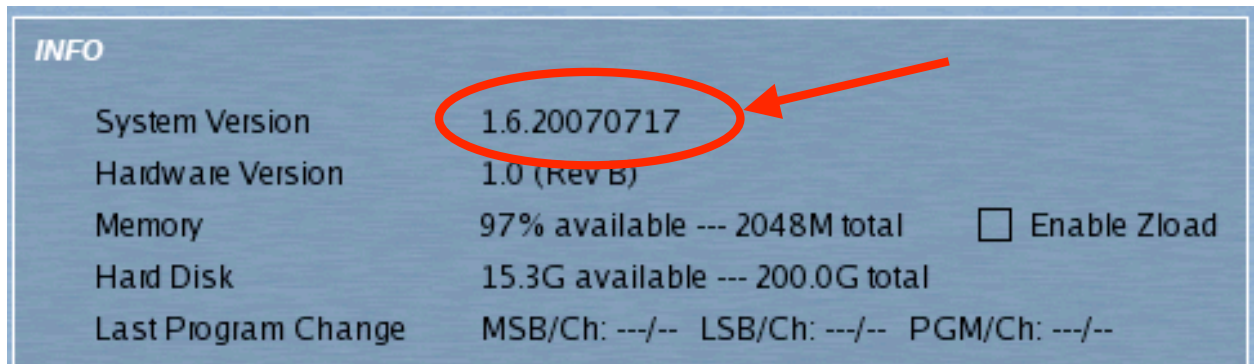 INFO
System Version 1.6.20070717
Hardware Version 1.0 (Rev B)
Memory 97% available --- 2048M total Enable Zload
Hard Disk 15.3G available --- 200.0G total
Last Program Change MSB/Ch: ---/-- LSB/Ch: ---/-- PGM/Ch: ---/--